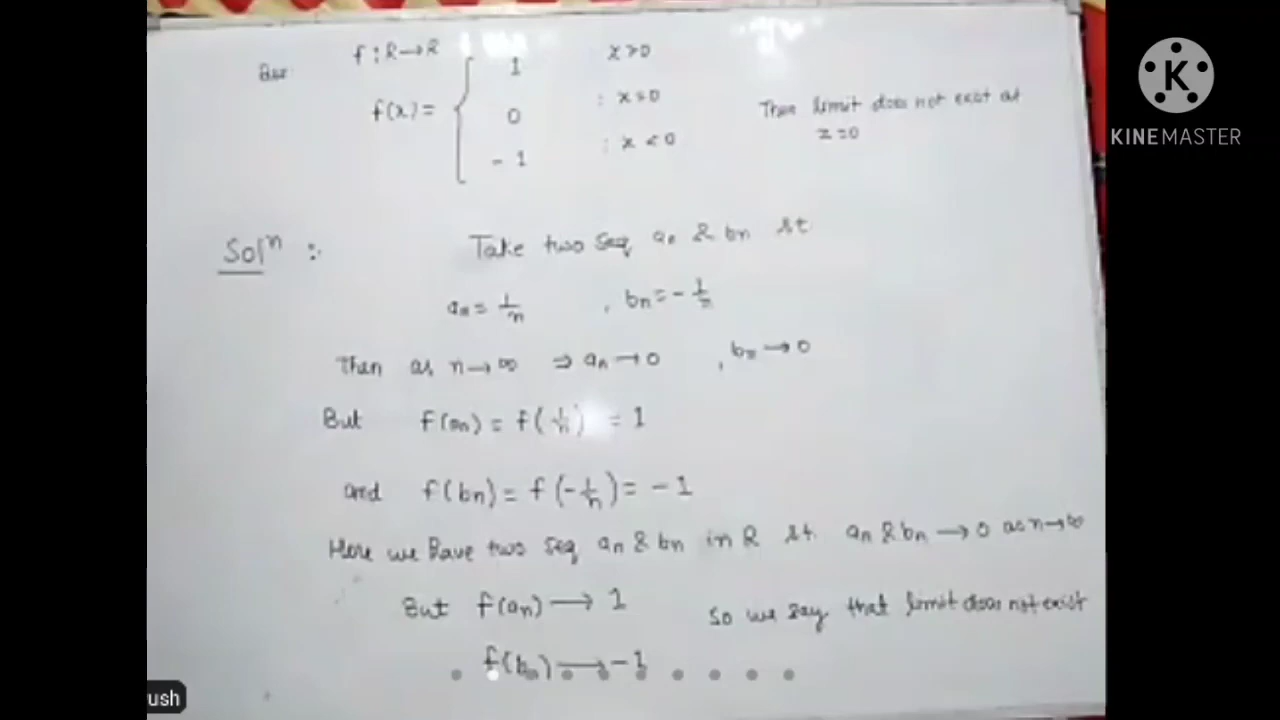 f : R → R
f(x) = { 1 x > 0
0 : x = 0
- 1 : x < 0
Then limit does not exist at
x = 0
Solⁿ :
Take two seq aₙ & bₙ st
aₙ = 1/n , bₙ = - 1/n
Then as n → ∞ ⇒ aₙ → 0 , bₙ → 0
But f(aₙ) = f(1/n) = 1
and f(bₙ) = f(-1/n) = - 1
Here we have two seq aₙ & bₙ in R st. aₙ & bₙ → 0 as n → ∞
But f(aₙ) → 1 So we say that limit does not exist
f(bₙ) → -1
KINEMASTER
ush